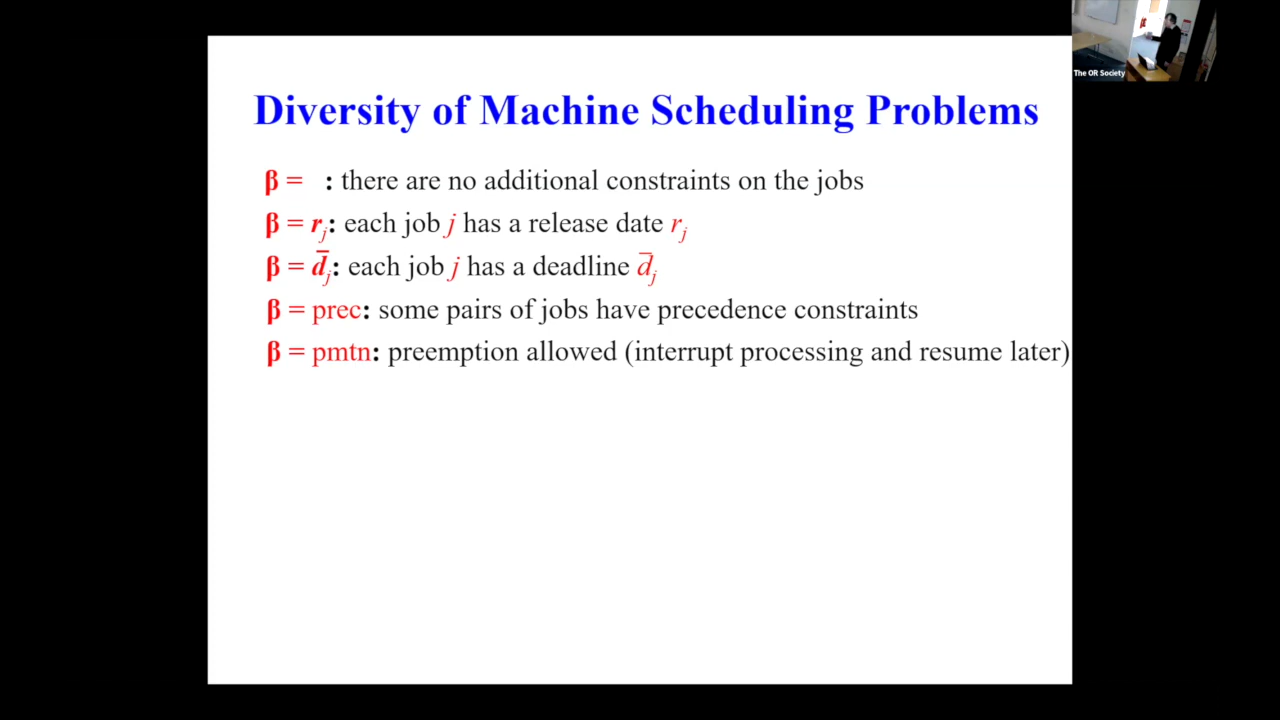 Diversity of Machine Scheduling Problems
β = : there are no additional constraints on the jobs
β = rⱼ: each job j has a release date rⱼ
β = d̄ⱼ: each job j has a deadline d̄ⱼ
β = prec: some pairs of jobs have precedence constraints
β = pmtn: preemption allowed (interrupt processing and resume later)
The OR Society